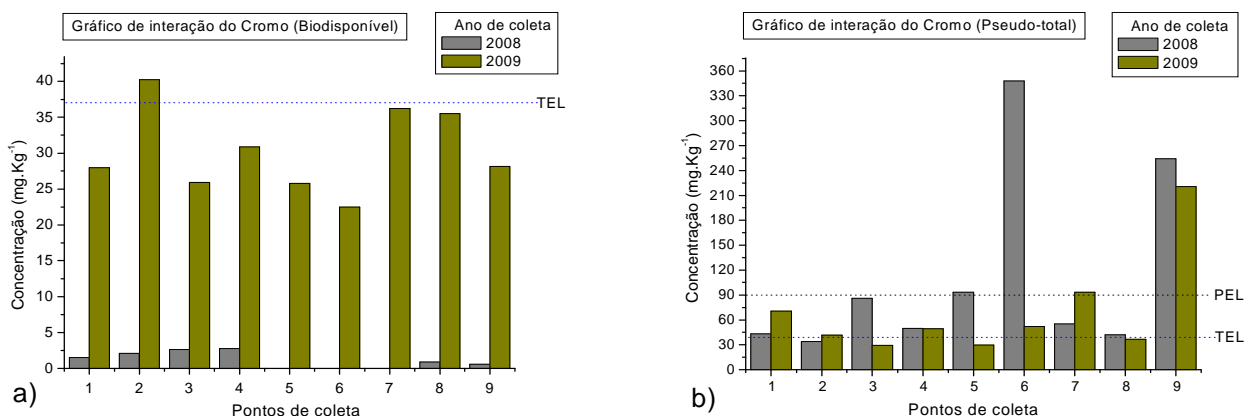 Gráfico de interação do Cromo (Biodisponível)
Ano de coleta
2008
2009
TEL
Concentração (mg.Kg⁻¹)
40
35
30
25
20
15
10
5
0
1 2 3 4 5 6 7 8 9
Pontos de coleta
a)
Gráfico de interação do Cromo (Pseudo-total)
Ano de coleta
2008
2009
PEL
TEL
Concentração (mg.Kg⁻¹)
360
330
300
270
240
210
180
150
120
90
60
30
0
1 2 3 4 5 6 7 8 9
Pontos de coleta
b)